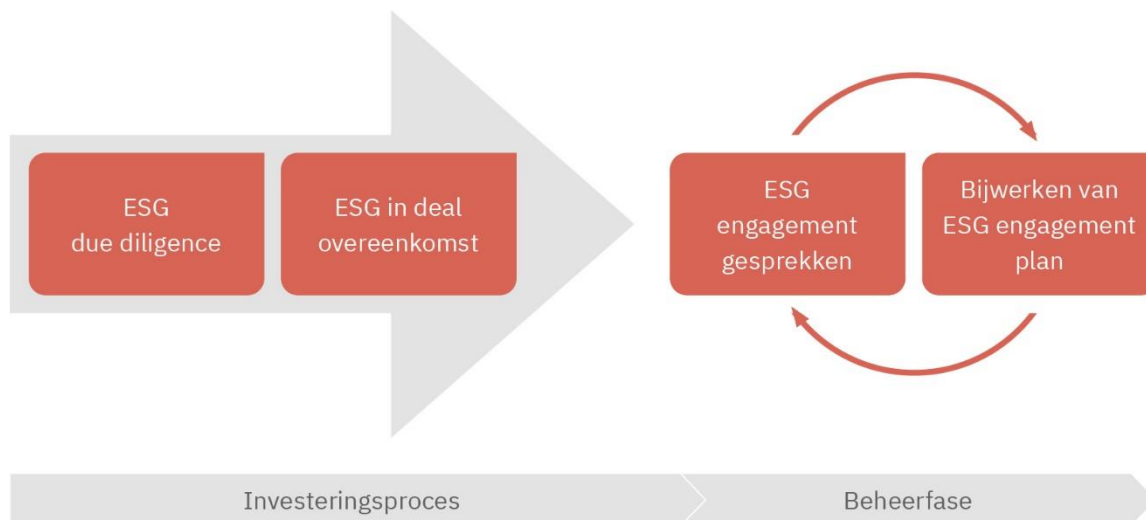 ESG
due diligence
ESG in deal
overeenkomst
ESG
engagement
gesprekken
Bijwerken van
ESG engagement
plan
Investeringsproces
Beheerfase